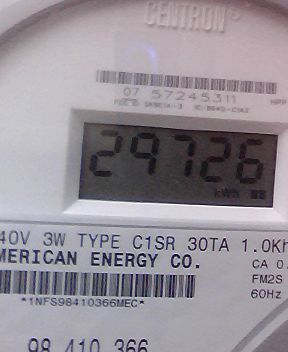 CENTRON®
07 57245311
29726
kWh
40V 3W TYPE C1SR 30TA 1.0Kh
MERICAN ENERGY CO.
CA 0.
FM2S
60Hz
*1NFS98410366MEC*
98 410 366